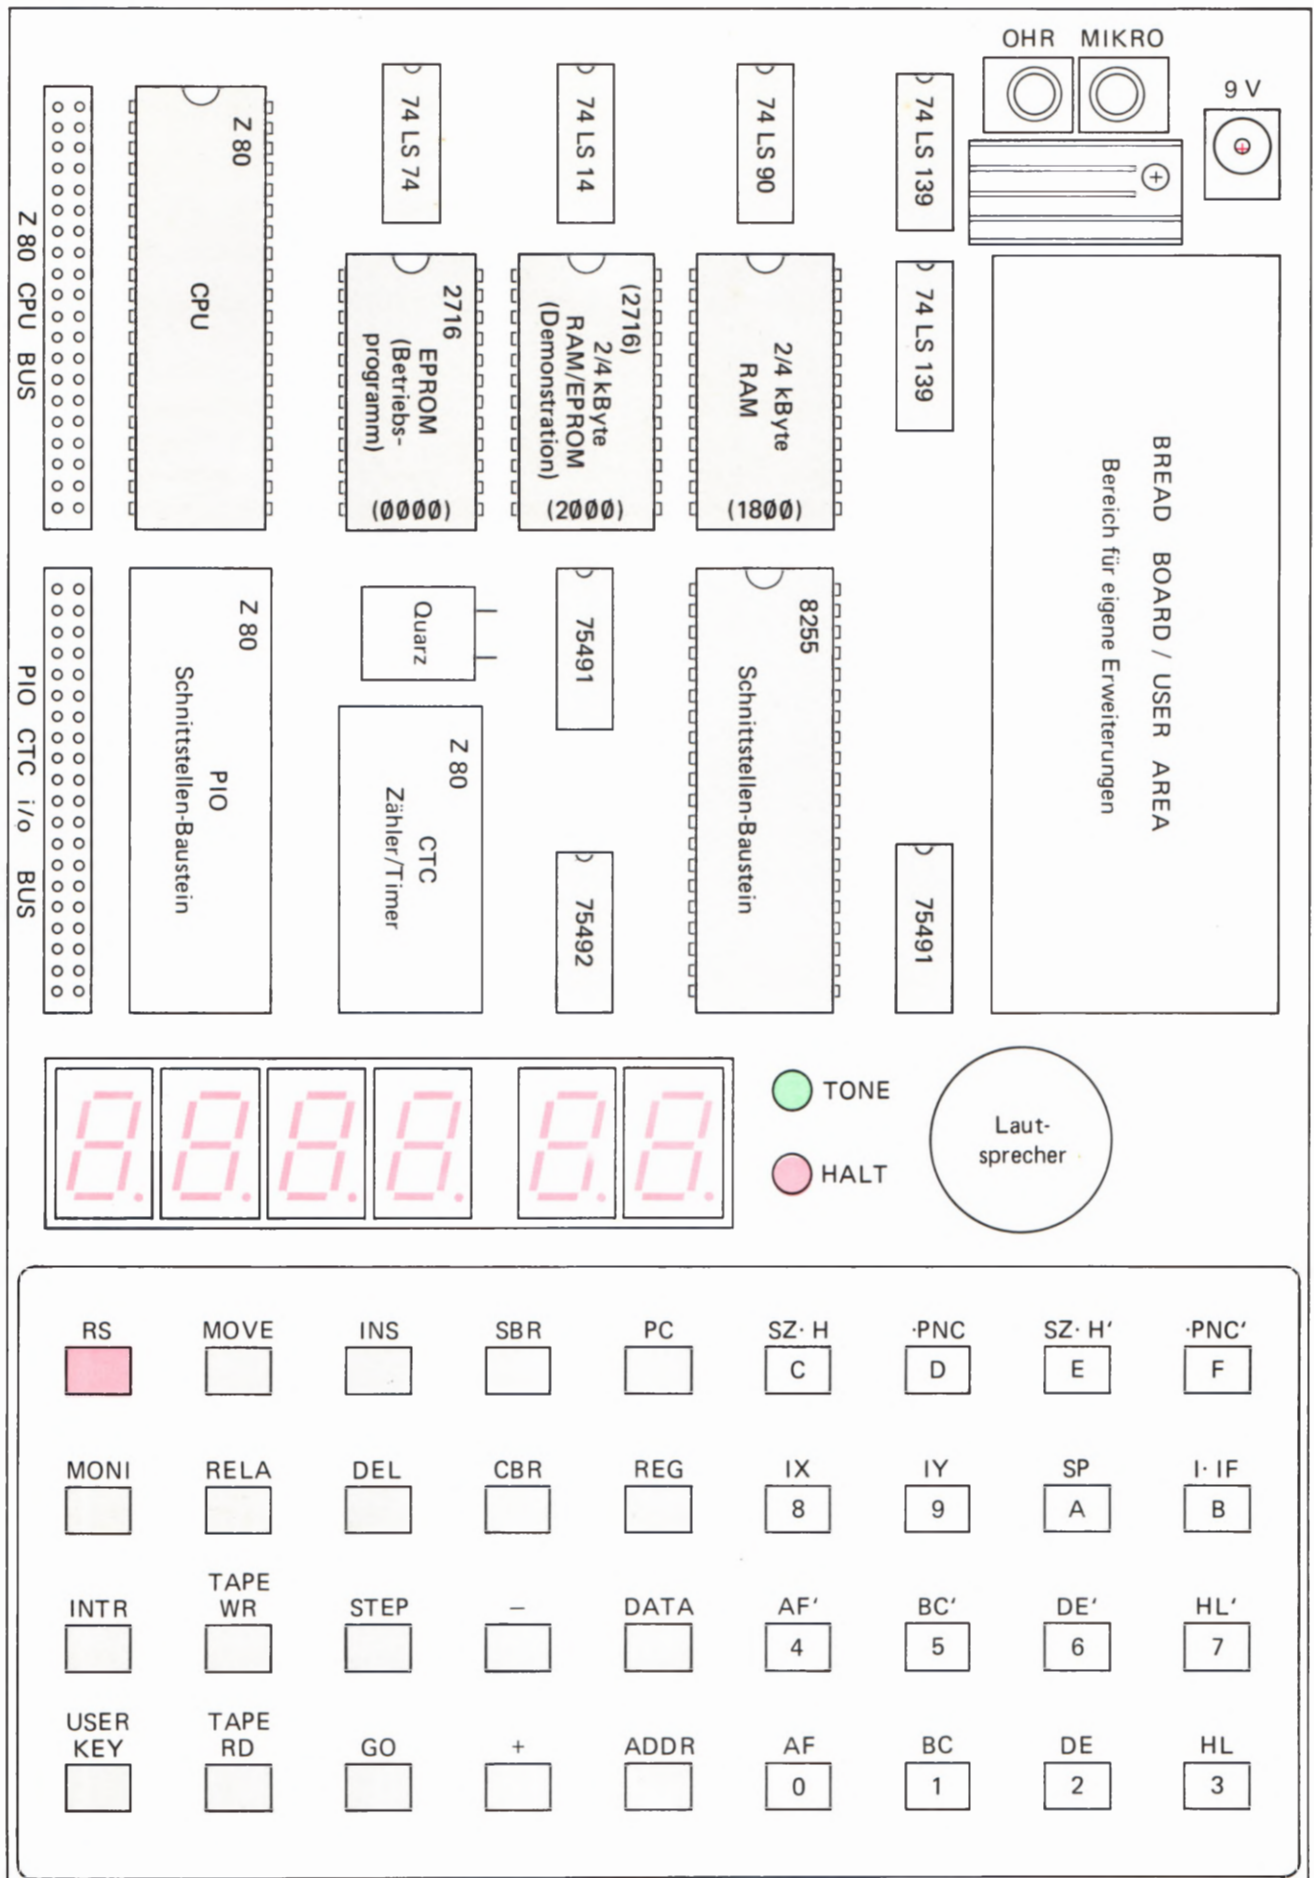 OHR MIKRO
9 V
Z 80 CPU BUS
Z 80
CPU
74 LS 74
74 LS 14
74 LS 90
74 LS 139
74 LS 139
2716
EPROM
(Betriebs-
programm)
(0000)
(2716)
2/4 kByte
RAM/EPROM
(Demonstration)
(2000)
2/4 kByte
RAM
(1800)
BREAD BOARD / USER AREA
Bereich für eigene Erweiterungen
PIO CTC i/o BUS
Z 80
PIO
Schnittstellen-Baustein
Quarz
Z 80
CTC
Zähler/Timer
75491
75492
8255
Schnittstellen-Baustein
75491
8.8.8.8. 8.8.
TONE
HALT
Laut-
sprecher
RS MOVE INS SBR PC SZ· H ·PNC SZ· H' ·PNC'
C D E F
MONI RELA DEL CBR REG IX IY SP I· IF
8 9 A B
TAPE
INTR WR STEP – DATA AF' BC' DE' HL'
4 5 6 7
USER TAPE
KEY RD GO + ADDR AF BC DE HL
0 1 2 3